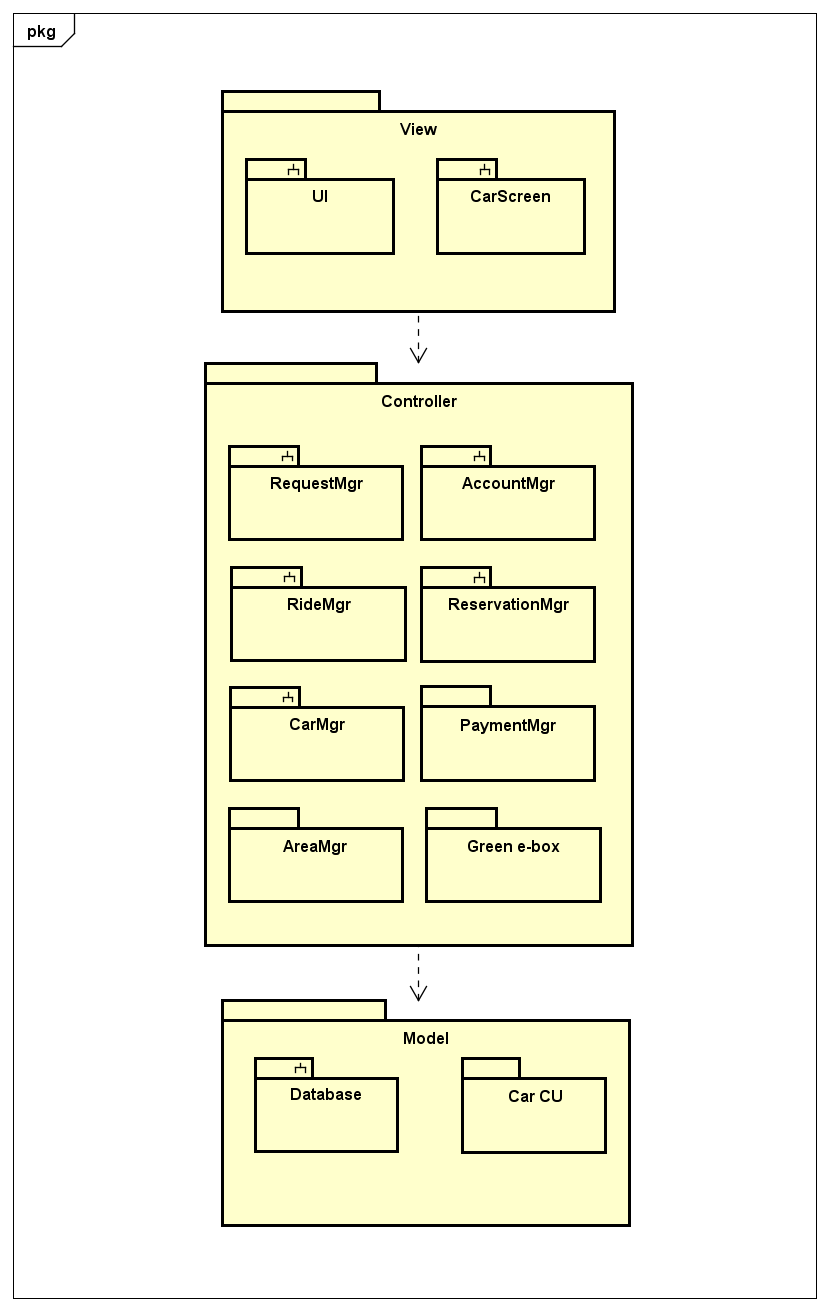 pkg
View
UI
CarScreen
Controller
RequestMgr
AccountMgr
RideMgr
ReservationMgr
CarMgr
PaymentMgr
AreaMgr
Green e-box
Model
Database
Car CU